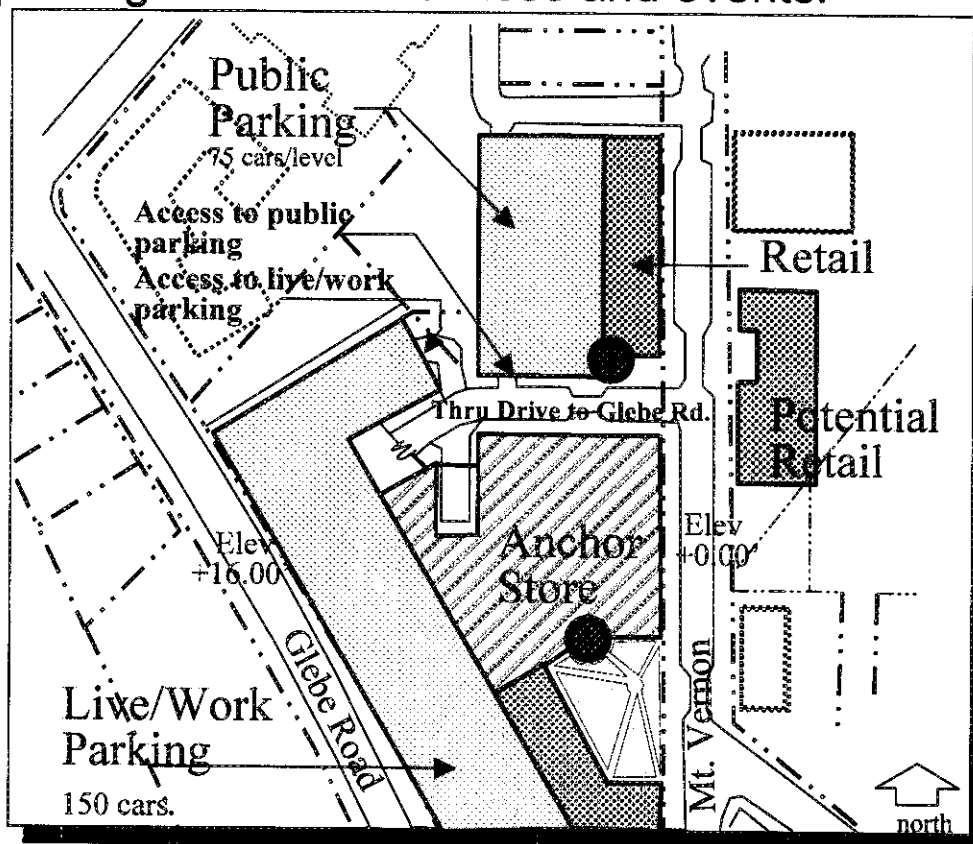 Public
Parking
75 cars/level
Access to public
parking
Access to live/work
parking
Retail
Thru Drive to Glebe Rd.
Potential
Retail
Anchor
Store
Elev
+0.00'
Elev
+16.00'
Glebe Road
Mt. Vernon
Live/Work
Parking
150 cars.
north